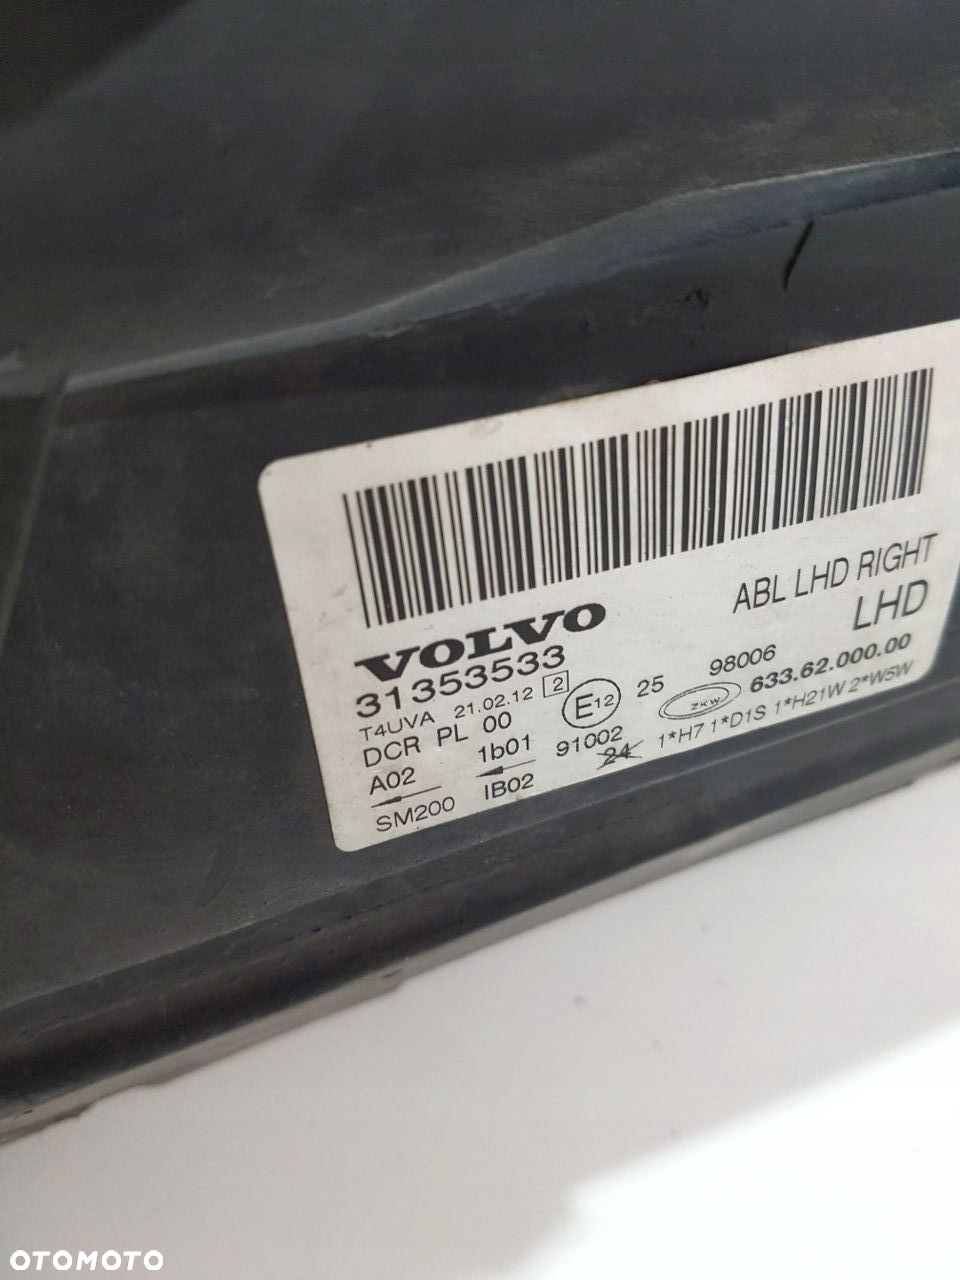 ABL LHD RIGHT
LHD
VOLVO
31353533
98006
633.62.000.00
T4UVA 21.02.12 2
E12
25
ZKW
1*H7 1*D1S 1*H21W 2*W5W
DCR PL 00
A02
1b01
91002
24
SM200
IB02
OTOMOTO